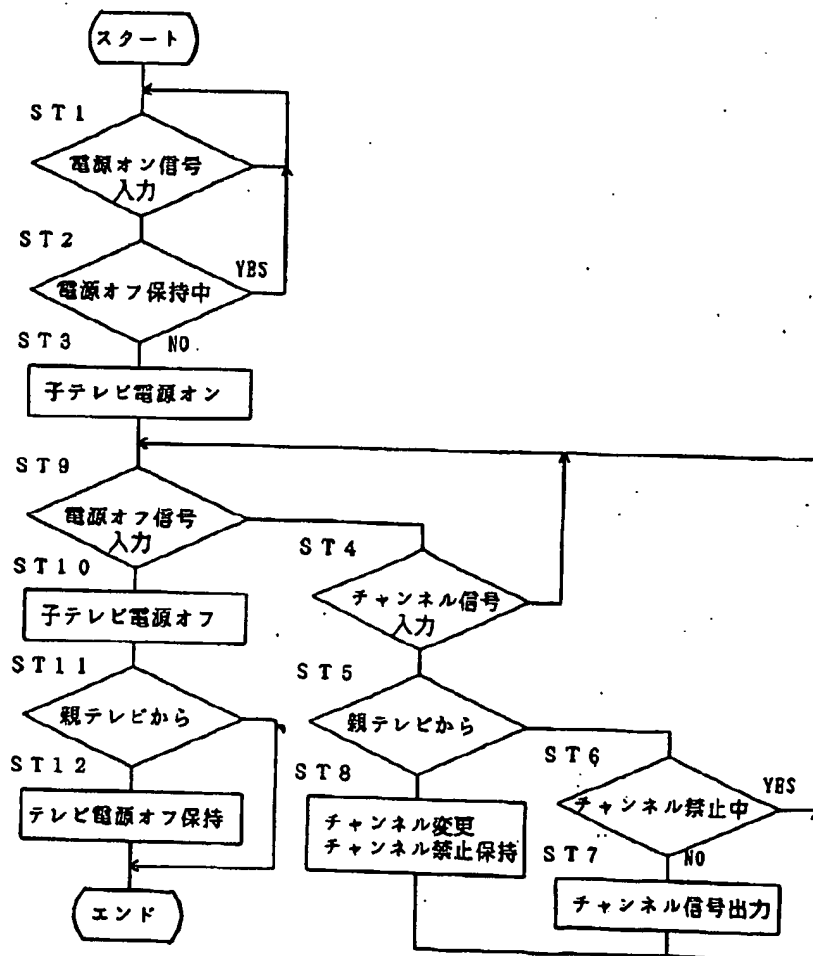 スタート
ST1
電源オン信号
入力
ST2
YBS
電源オフ保持中
ST3
NO
子テレビ電源オン
ST9
電源オフ信号
入力
ST10
子テレビ電源オフ
ST11
親テレビから
ST12
テレビ電源オフ保持
エンド
ST4
チャンネル信号
入力
ST5
親テレビから
ST8
チャンネル変更
チャンネル禁止保持
ST6
YBS
チャンネル禁止中
ST7
NO
チャンネル信号出力